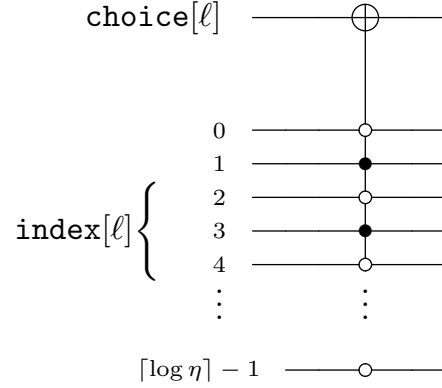 choice[ℓ]
0
1
2
index[ℓ]
3
4
⋮ ⋮
⌈log η⌉ − 1